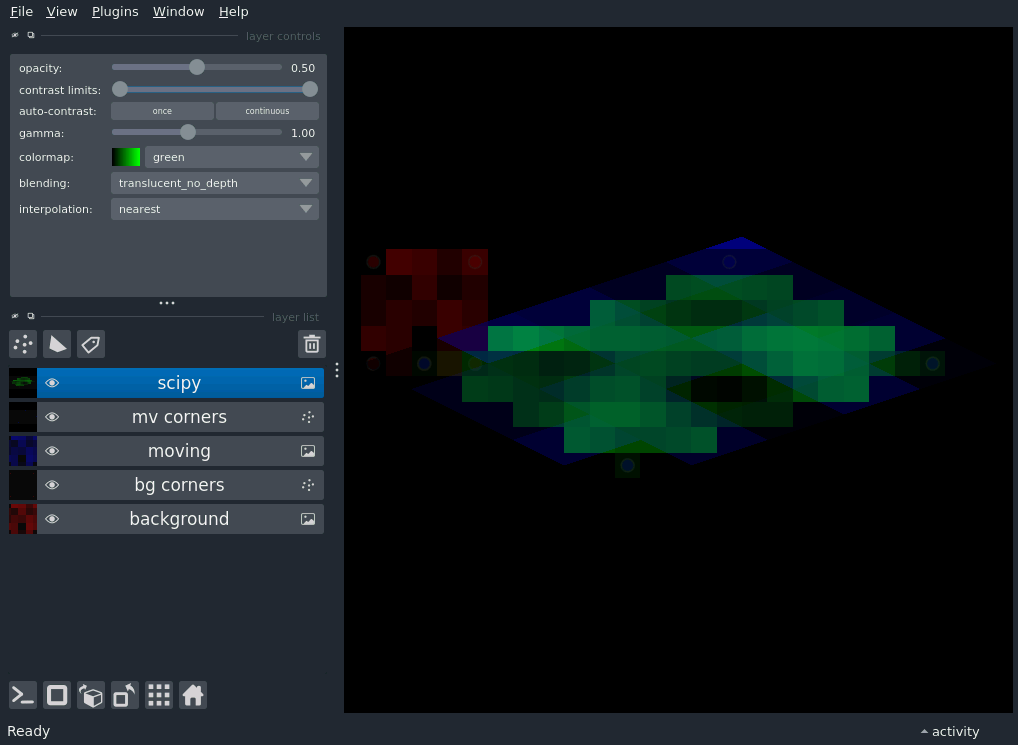 File View Plugins Window Help
layer controls
opacity: 0.50
contrast limits:
auto-contrast: once continuous
gamma: 1.00
colormap: green
blending: translucent_no_depth
interpolation: nearest
layer list
scipy
mv corners
moving
bg corners
background
Ready
activity